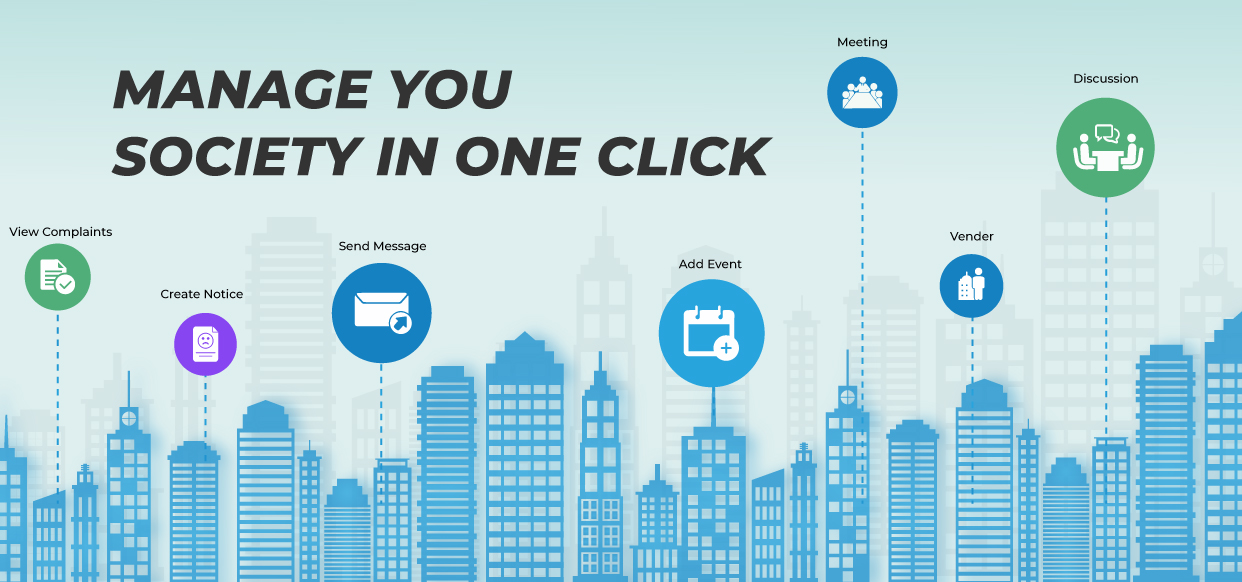 MANAGE YOU
SOCIETY IN ONE CLICK
Meeting
Discussion
View Complaints
Create Notice
Send Message
Add Event
Vender